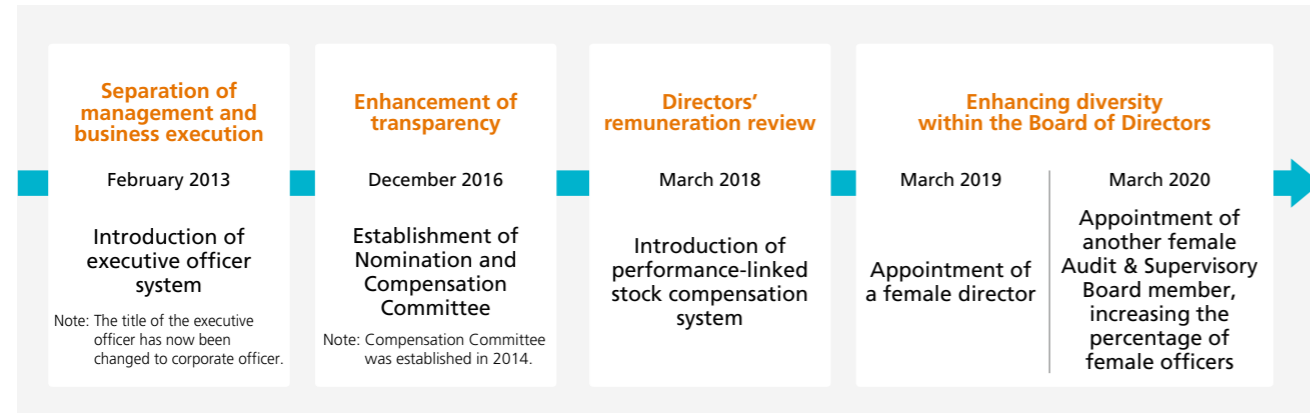 Separation of
management and
business execution
February 2013
Introduction of
executive officer
system
Note: The title of the executive
officer has now been
changed to corporate officer.
Enhancement of
transparency
December 2016
Establishment of
Nomination and
Compensation
Committee
Note: Compensation Committee
was established in 2014.
Directors’
remuneration review
March 2018
Introduction of
performance-linked
stock compensation
system
Enhancing diversity
within the Board of Directors
March 2019
Appointment of
a female director
March 2020
Appointment of
another female
Audit & Supervisory
Board member,
increasing the
percentage of
female officers